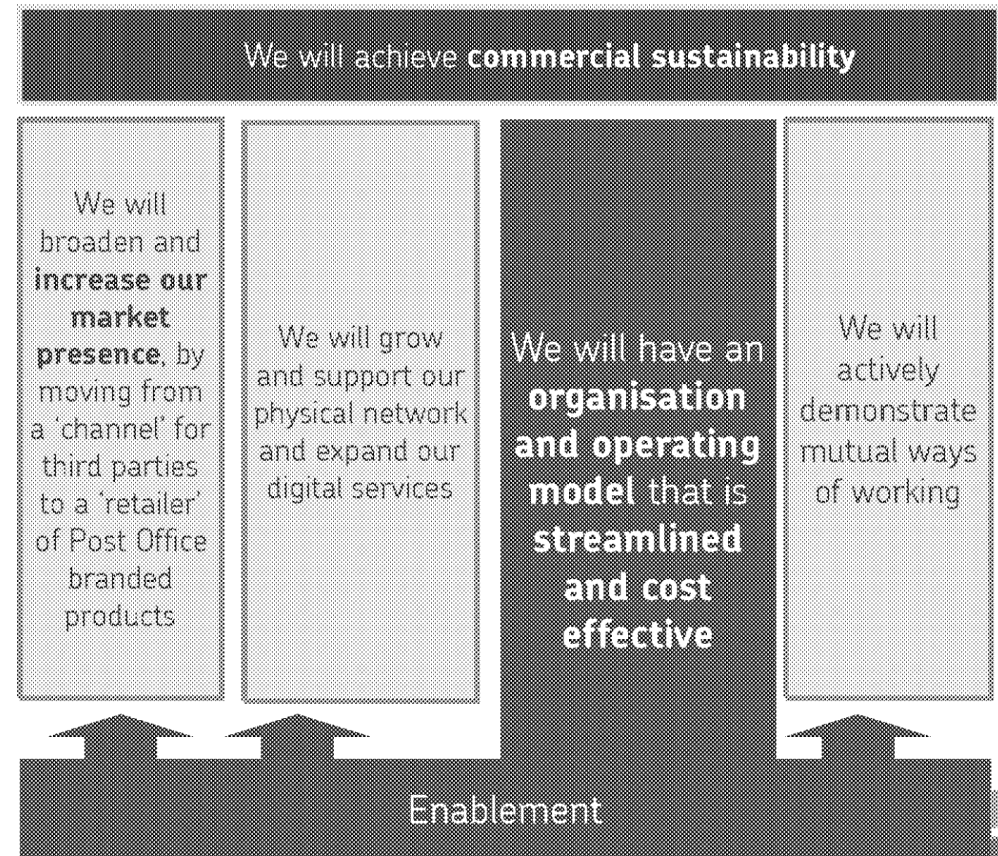 We will achieve commercial sustainability
We will
broaden and
increase our
market
presence, by
moving from
a 'channel' for
third parties
to a 'retailer'
of Post Office
branded
products
We will grow
and support our
physical network
and expand our
digital services
We will have an
organisation
and operating
model that is
streamlined
and cost
effective
We will
actively
demonstrate
mutual ways
of working
Enablement